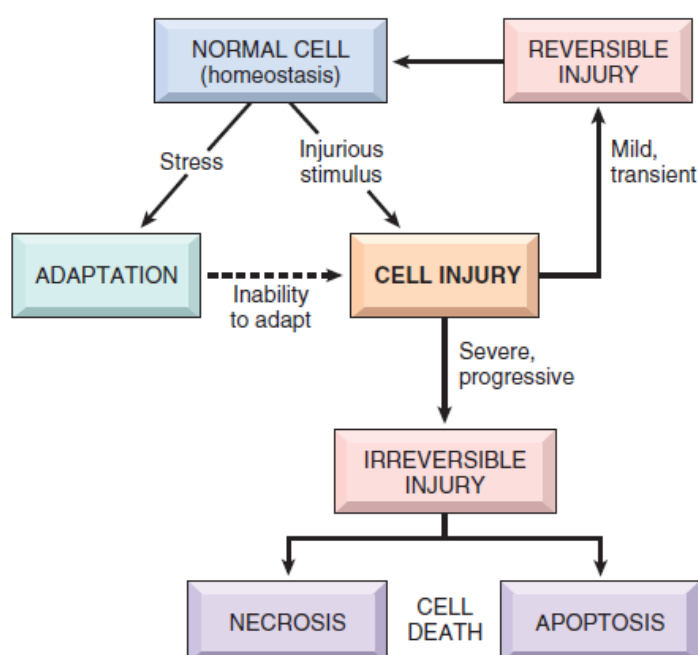 NORMAL CELL
(homeostasis)
REVERSIBLE
INJURY
Stress
Injurious
stimulus
Mild,
transient
ADAPTATION
Inability
to adapt
CELL INJURY
Severe,
progressive
IRREVERSIBLE
INJURY
NECROSIS
CELL
DEATH
APOPTOSIS